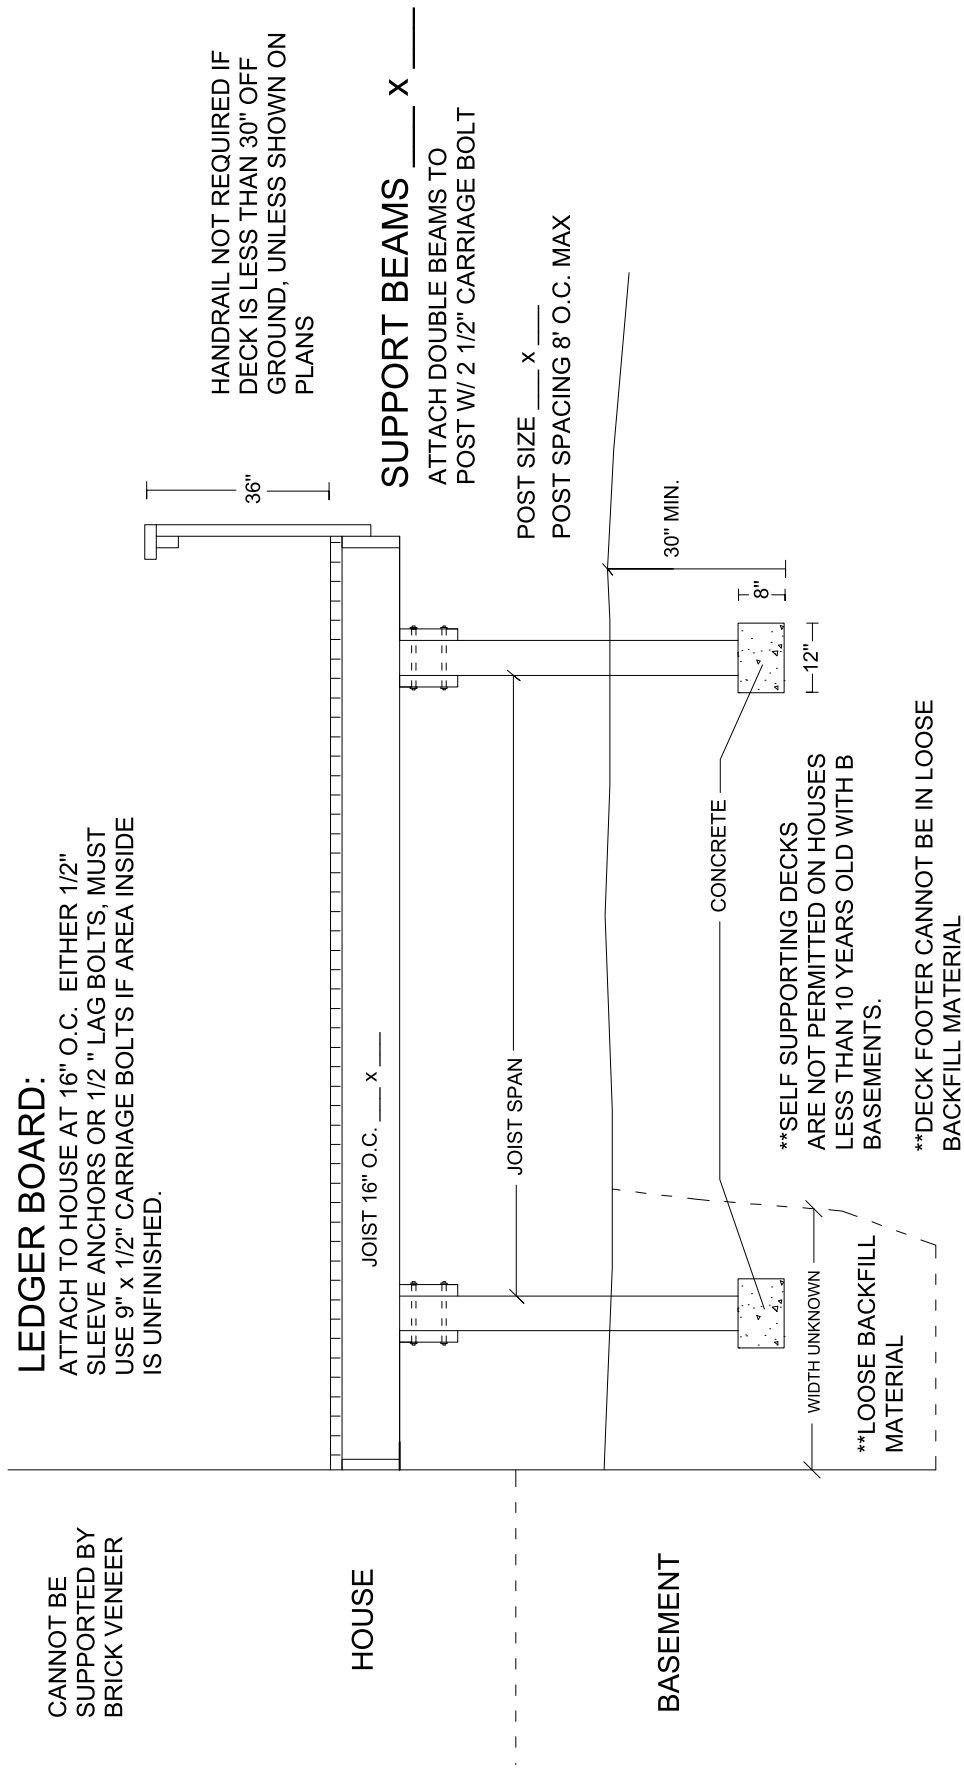 LEDGER BOARD:
ATTACH TO HOUSE AT 16" O.C.  EITHER 1/2"
SLEEVE ANCHORS OR 1/2 " LAG BOLTS, MUST
USE 9" x 1/2" CARRIAGE BOLTS IF AREA INSIDE
IS UNFINISHED.
CANNOT BE
SUPPORTED BY
BRICK VENEER
HANDRAIL NOT REQUIRED IF
DECK IS LESS THAN 30" OFF
GROUND, UNLESS SHOWN ON
PLANS
36"
SUPPORT BEAMS ___ x ___
ATTACH DOUBLE BEAMS TO
POST W/ 2 1/2" CARRIAGE BOLT
JOIST 16" O.C. ___ x ___
HOUSE
POST SIZE ___ x ___
POST SPACING 8' O.C. MAX
JOIST SPAN
30" MIN.
BASEMENT
CONCRETE
8"
12"
WIDTH UNKNOWN
**SELF SUPPORTING DECKS
ARE NOT PERMITTED ON HOUSES
LESS THAN 10 YEARS OLD WITH B
BASEMENTS.
**LOOSE BACKFILL
MATERIAL
**DECK FOOTER CANNOT BE IN LOOSE
BACKFILL MATERIAL